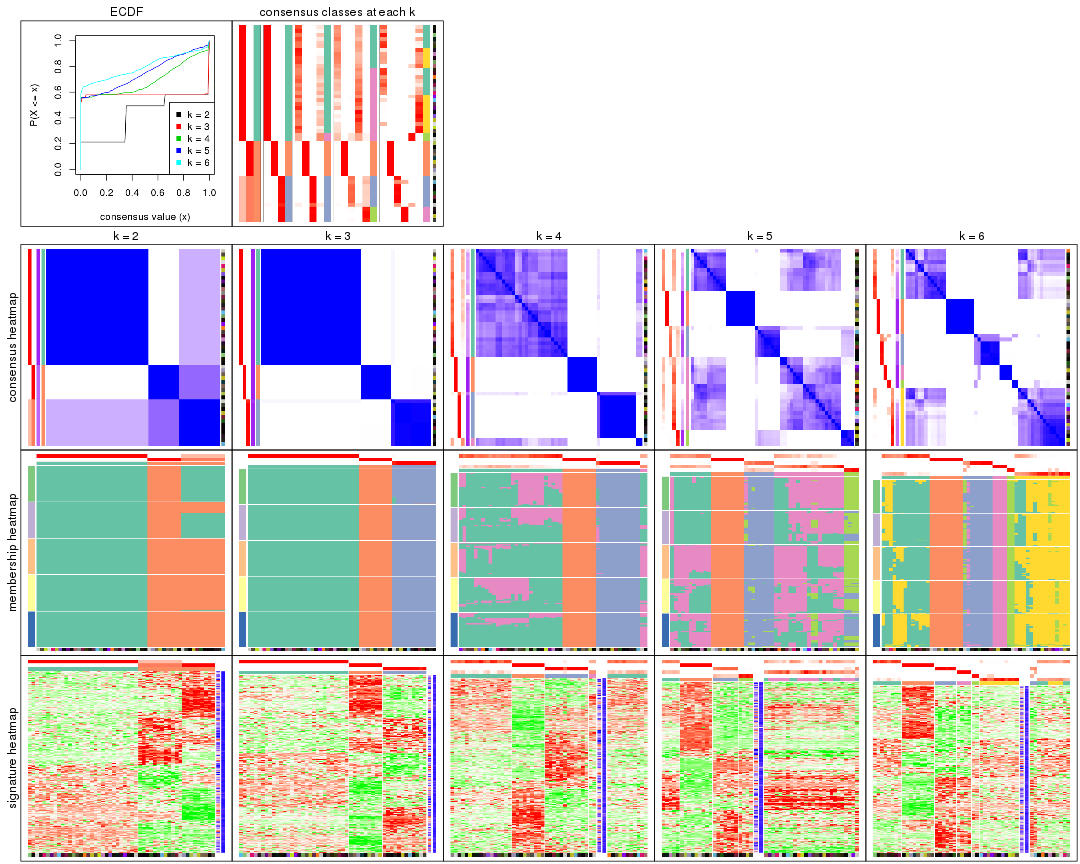 ECDF
consensus classes at each k
P(X <= x)
0.0 0.2 0.4 0.6 0.8 1.0
k = 2
k = 3
k = 4
k = 5
k = 6
0.0 0.2 0.4 0.6 0.8 1.0
consensus value (x)
k = 2
k = 3
k = 4
k = 5
k = 6
consensus heatmap
membership heatmap
signature heatmap